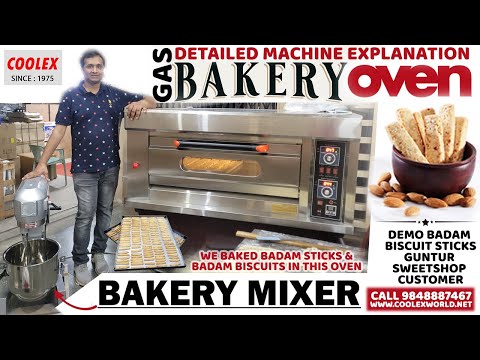 COOLEX
SINCE : 1975
DETAILED MACHINE EXPLANATION
GAS
BAKERY
oven
WE BAKED BADAM STICKS &
BADAM BISCUITS IN THIS OVEN
DEMO BADAM
BISCUIT STICKS
GUNTUR
SWEETSHOP
CUSTOMER
BAKERY MIXER
CALL 9848887467
WWW.COOLEXWORLD.NET